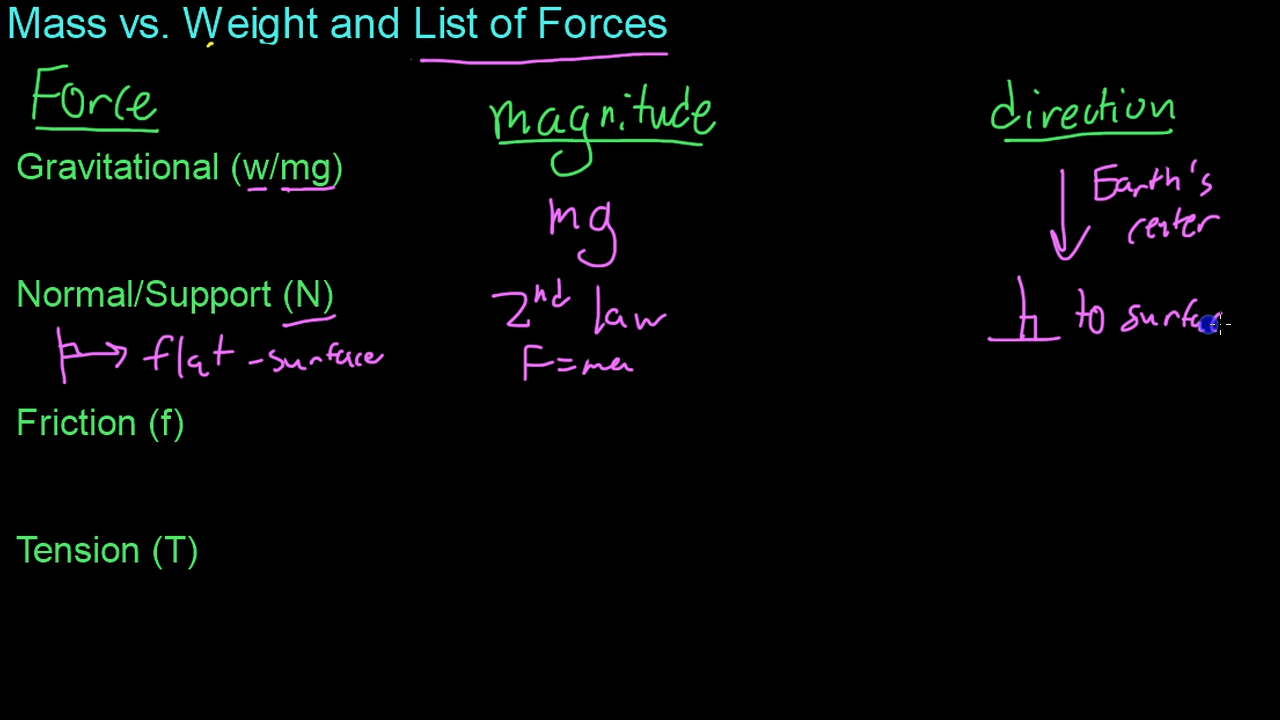 Mass vs. Weight and List of Forces
Force magnitude direction
Gravitational (w/mg)
mg
Earth's
center
Normal/Support (N)
2nd law
to surfac
flat-surface
F=ma
Friction (f)
Tension (T)